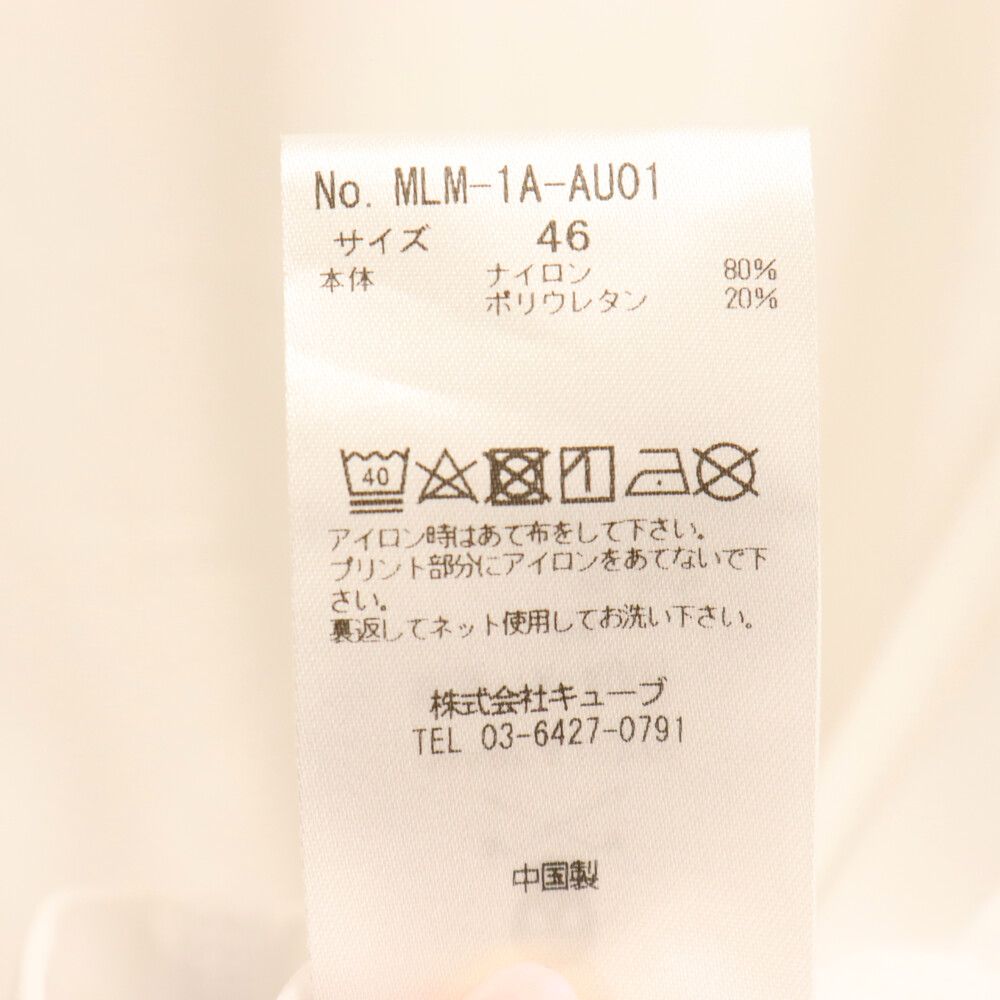 No. MLM-1A-AU01
サイズ 46
本体 ナイロン 80%
ポリウレタン 20%
40
アイロン時はあて布をして下さい。
プリント部分にアイロンをあてないで下
さい。
裏返してネット使用してお洗い下さい。
株式会社キューブ
TEL 03-6427-0791
中国製